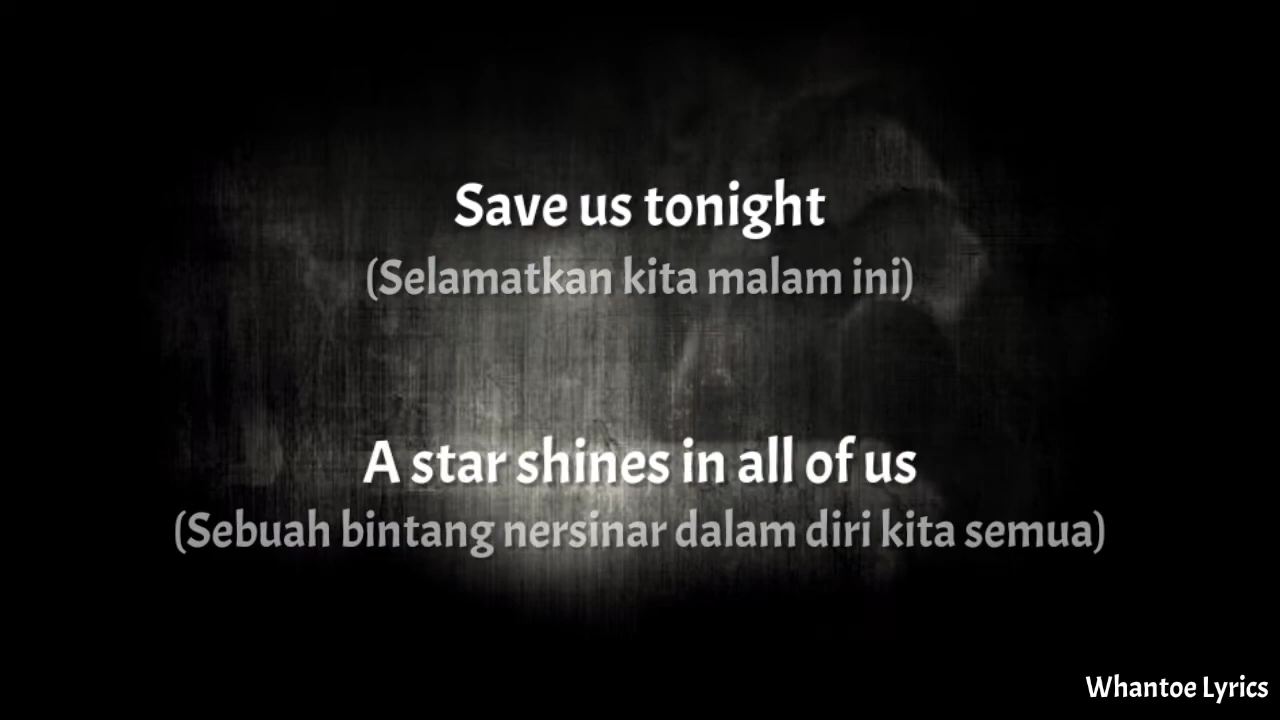 Save us tonight
(Selamatkan kita malam ini)
A star shines in all of us
(Sebuah bintang nersinar dalam diri kita semua)
Whantoe Lyrics